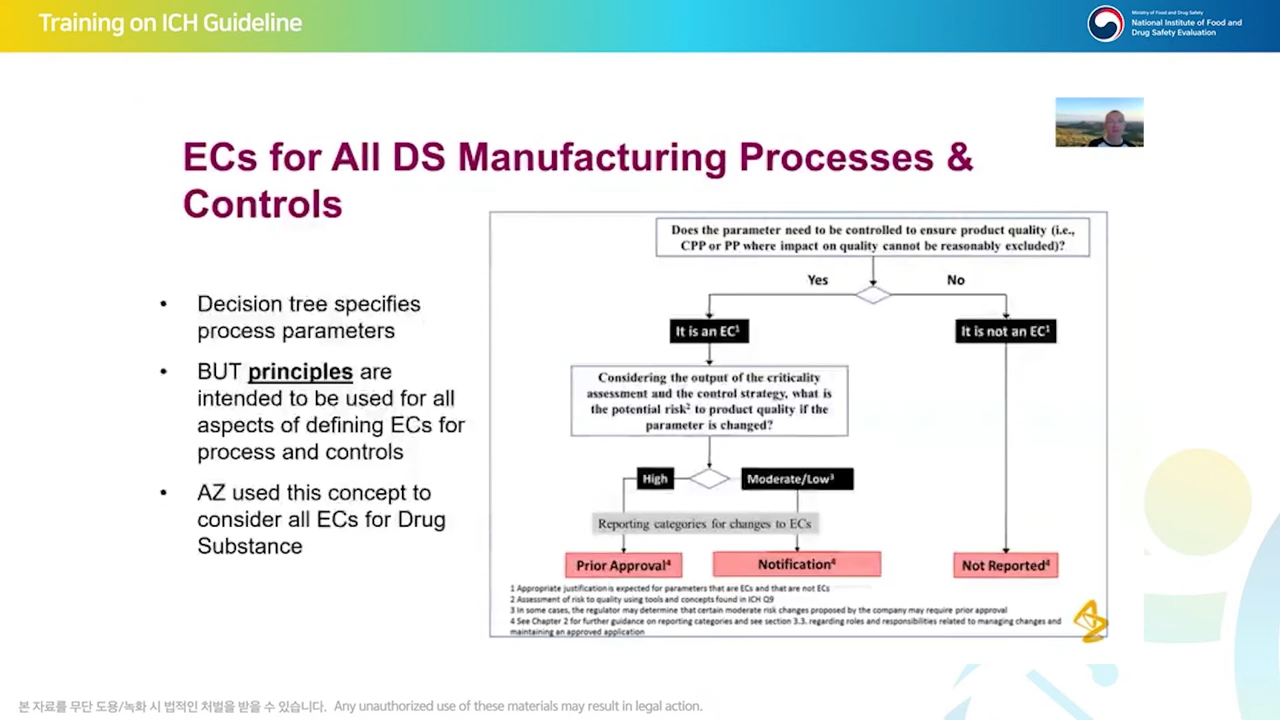 Training on ICH Guideline
Ministry of Food and Drug Safety
National Institute of Food and
Drug Safety Evaluation
ECs for All DS Manufacturing Processes &
Controls
• Decision tree specifies
process parameters
• BUT principles are
intended to be used for all
aspects of defining ECs for
process and controls
• AZ used this concept to
consider all ECs for Drug
Substance
Does the parameter need to be controlled to ensure product quality (i.e.,
CPP or PP where impact on quality cannot be reasonably excluded)?
Yes
No
It is an EC¹
It is not an EC¹
Considering the output of the criticality
assessment and the control strategy, what is
the potential risk² to product quality if the
parameter is changed?
High
Moderate/Low³
Reporting categories for changes to ECs
Prior Approval⁴
Notification⁴
Not Reported⁴
1 Appropriate justification is expected for parameters that are ECs and that are not ECs
2 Assessment of risk to quality using tools and concepts found in ICH Q9
3 In some cases, the regulator may determine that certain moderate risk changes proposed by the company may require prior approval
4 See Chapter 2 for further guidance on reporting categories and see section 3.3. regarding roles and responsibilities related to managing changes and
maintaining an approved application
본 자료를 무단 도용/녹화 시 법적인 처벌을 받을 수 있습니다. Any unauthorized use of these materials may result in legal action.